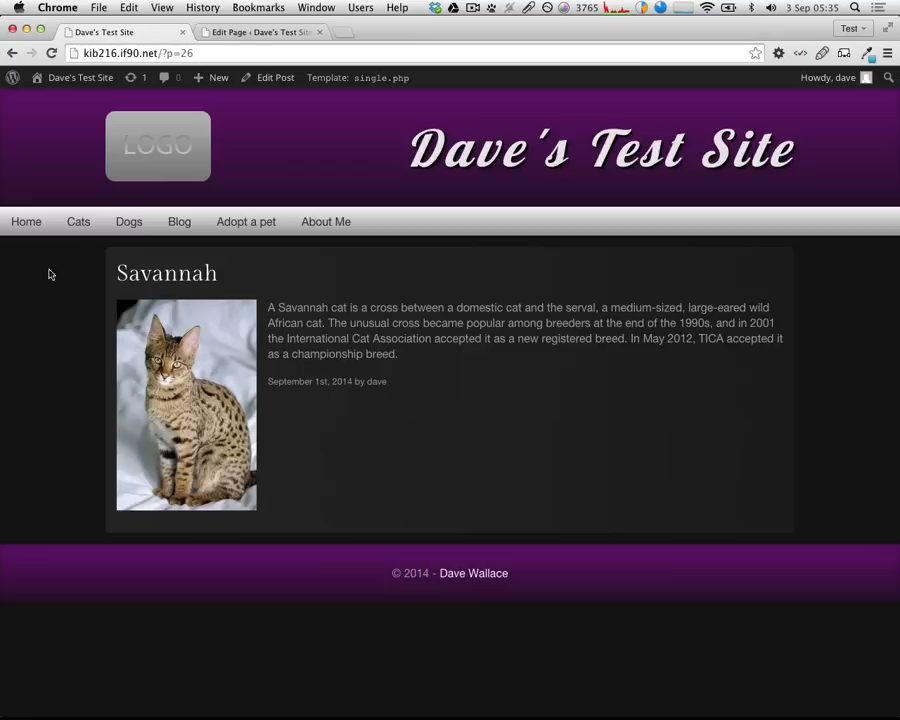 Chrome File Edit View History Bookmarks Window Users Help 3765 3 Sep 05:35
Dave's Test Site Edit Page ‹ Dave's Test Sit Test
kib216.if90.net/?p=26
Dave's Test Site 1 0 New Edit Post Template: single.php Howdy, dave
LOGO Dave's Test Site
Home Cats Dogs Blog Adopt a pet About Me
Savannah
A Savannah cat is a cross between a domestic cat and the serval, a medium-sized, large-eared wild
African cat. The unusual cross became popular among breeders at the end of the 1990s, and in 2001
the International Cat Association accepted it as a new registered breed. In May 2012, TICA accepted it
as a championship breed.
September 1st, 2014 by dave
© 2014 - Dave Wallace